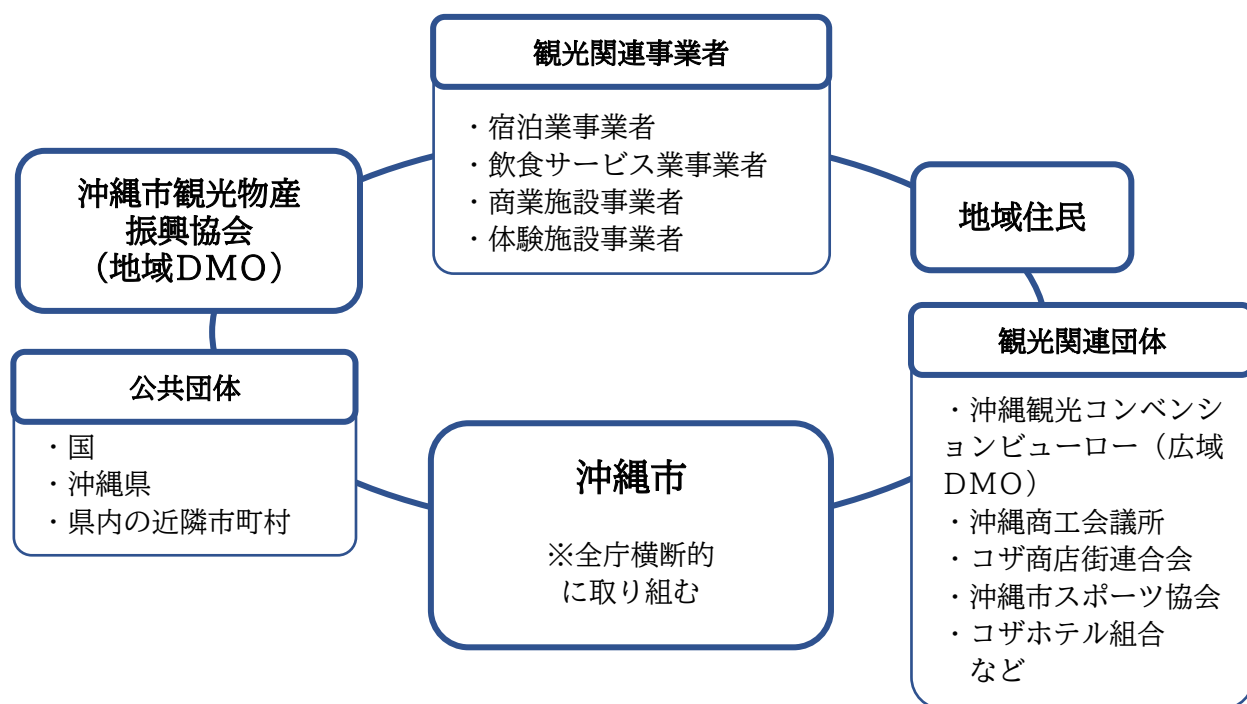 観光関連事業者
・宿泊業事業者
・飲食サービス業事業者
・商業施設事業者
・体験施設事業者
沖縄市観光物産
振興協会
（地域DMO）
地域住民
公共団体
・国
・沖縄県
・県内の近隣市町村
沖縄市
※全庁横断的
に取り組む
観光関連団体
・沖縄観光コンベンシ
ョンビューロー（広域
DMO）
・沖縄商工会議所
・コザ商店街連合会
・沖縄市スポーツ協会
・コザホテル組合
など